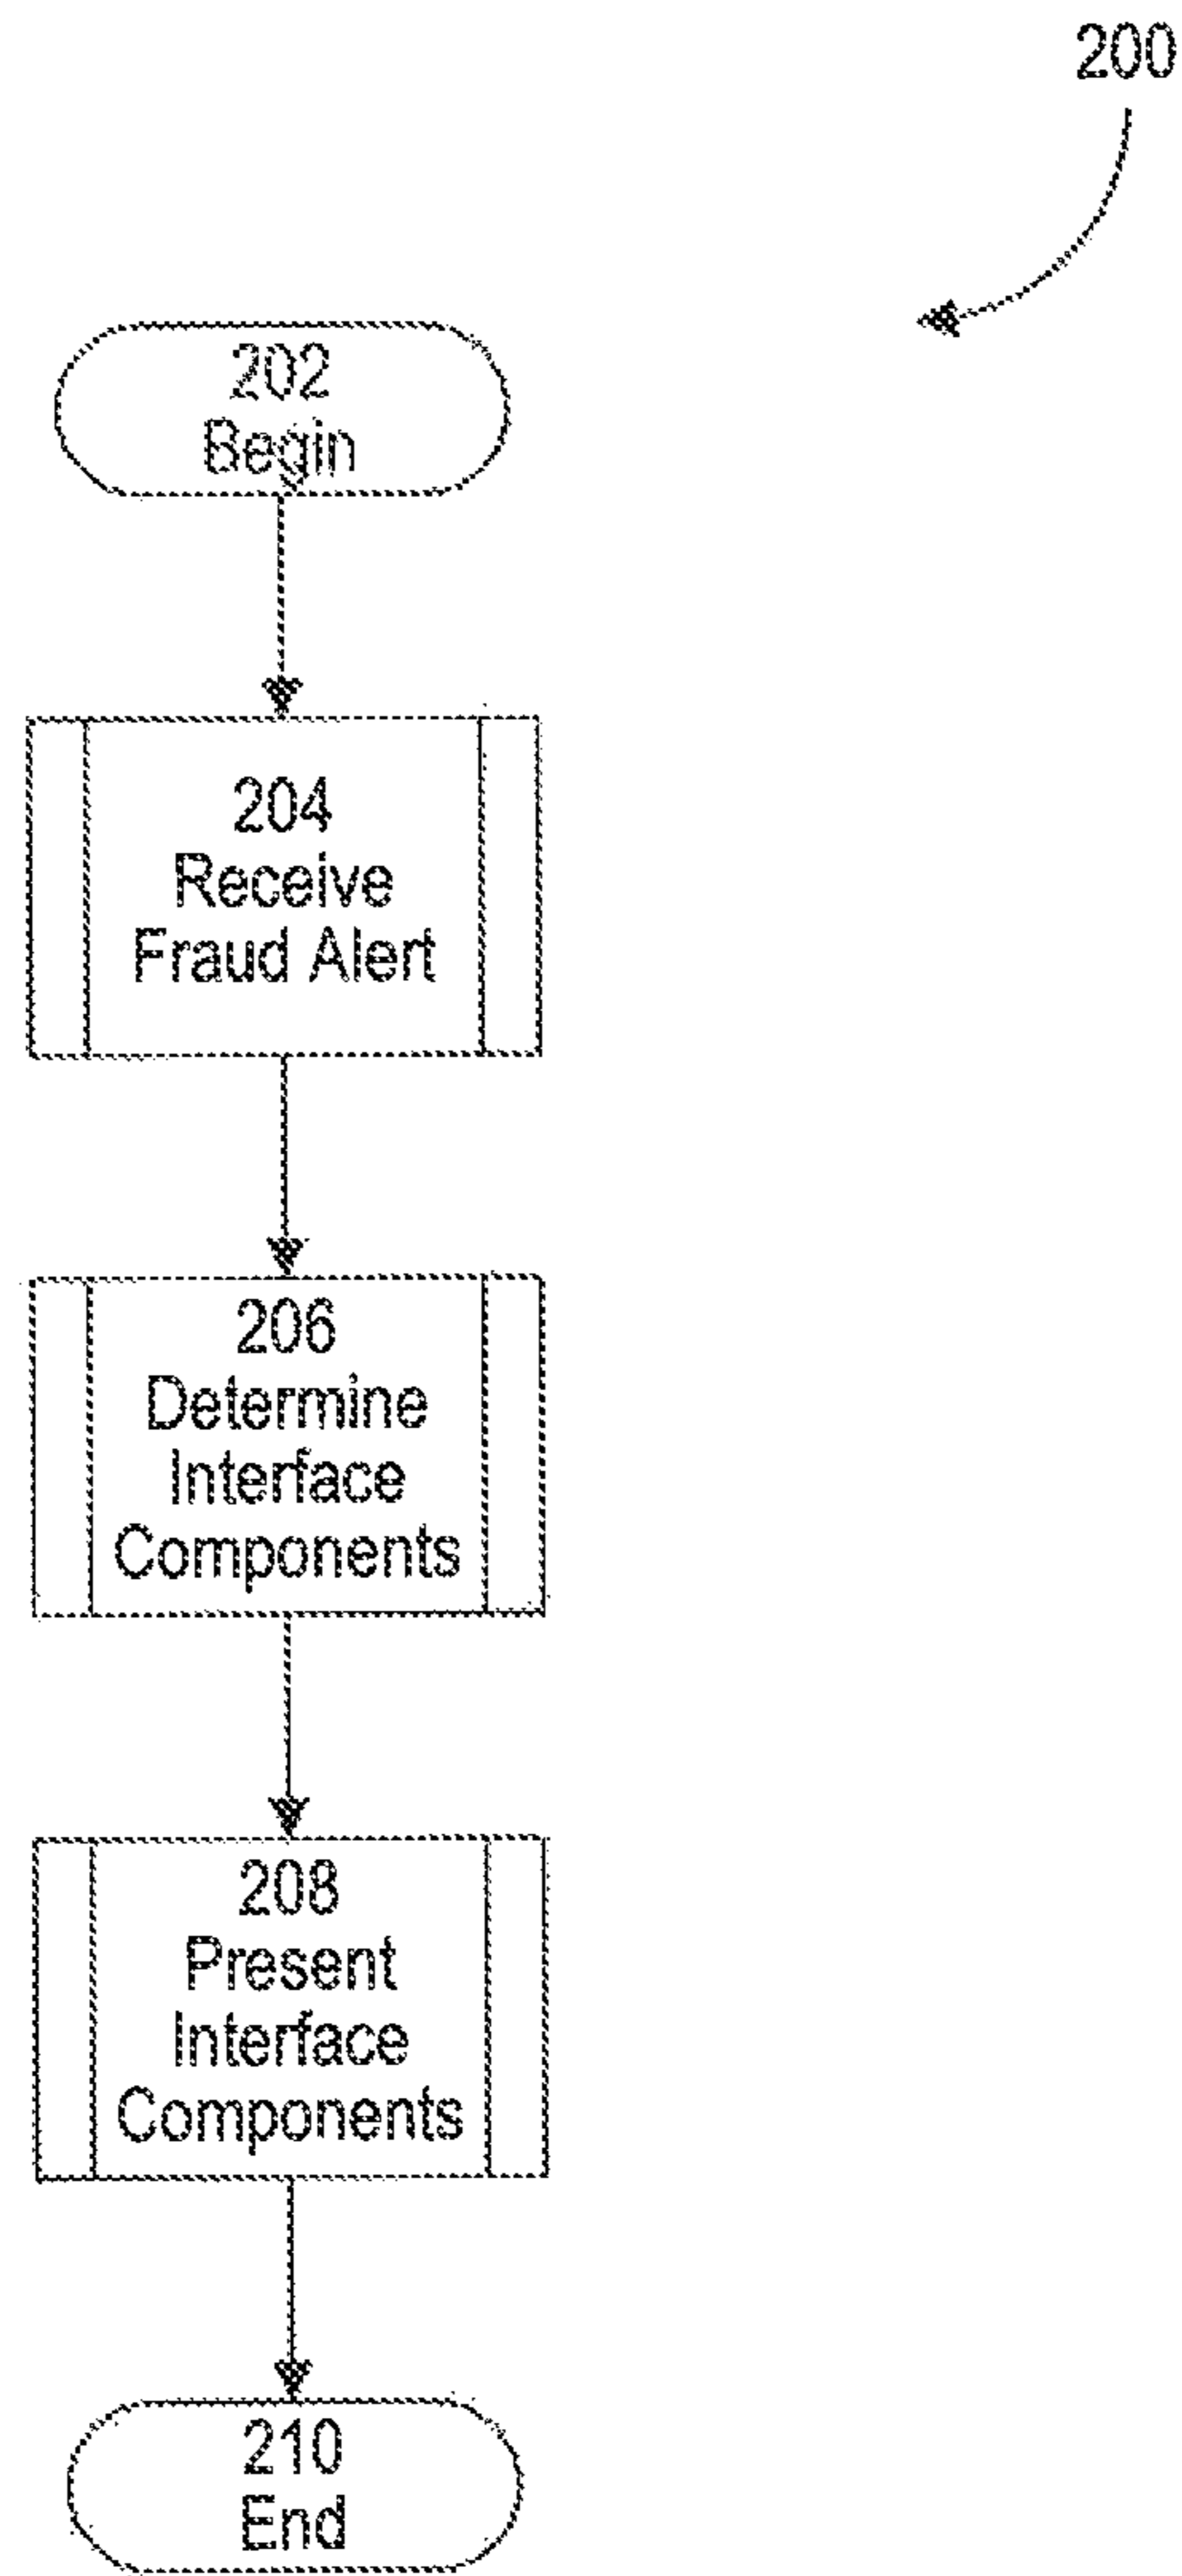 200
202
Begin
204
Receive
Fraud Alert
206
Determine
Interface
Components
208
Present
Interface
Components
210
End